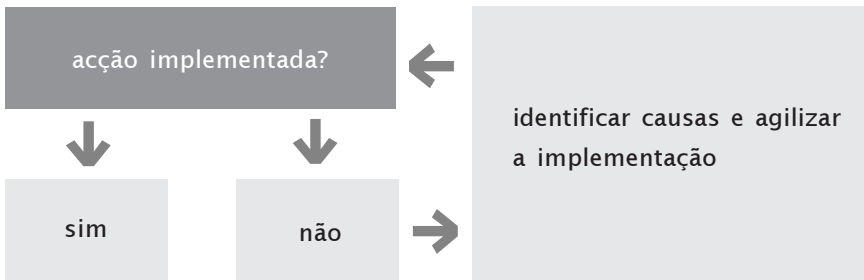 acção implementada?
identificar causas e agilizar
a implementação
sim
não